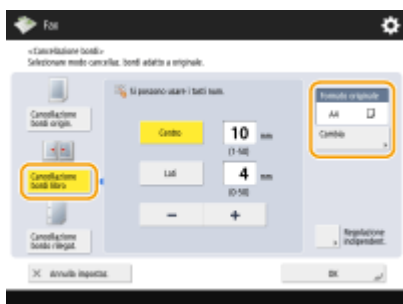 Fax
<Cancellazione bordi>
Selezionare modo cancellaz. bordi adatto a originale.
Cancellazione
bordi origin.
Cancellazione
bordi libro
Cancellazione
bordi rilegat.
Si possono usare i tasti num.
Centro
10 mm
(1-50)
Lati
4 mm
(0-50)
−
+
Formato originale
A4
Cambia
Regolazione
indipendent.
× Annulla impostaz.
OK